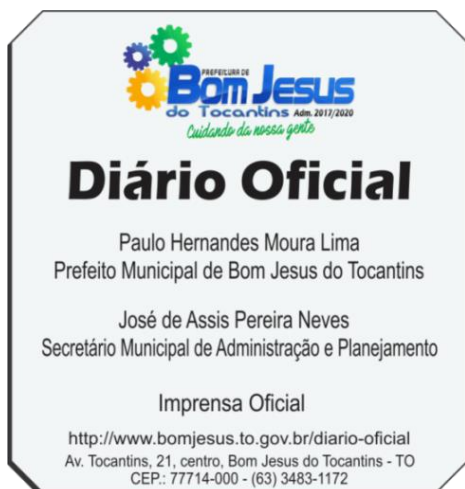 PREFEITURA DE
Bom Jesus
do Tocantins Adm. 2017/2020
Cuidando da nossa gente
Diário Oficial
Paulo Hernandes Moura Lima
Prefeito Municipal de Bom Jesus do Tocantins
José de Assis Pereira Neves
Secretário Municipal de Administração e Planejamento
Imprensa Oficial
http://www.bomjesus.to.gov.br/diario-oficial
Av. Tocantins, 21, centro, Bom Jesus do Tocantins - TO
CEP.: 77714-000 - (63) 3483-1172